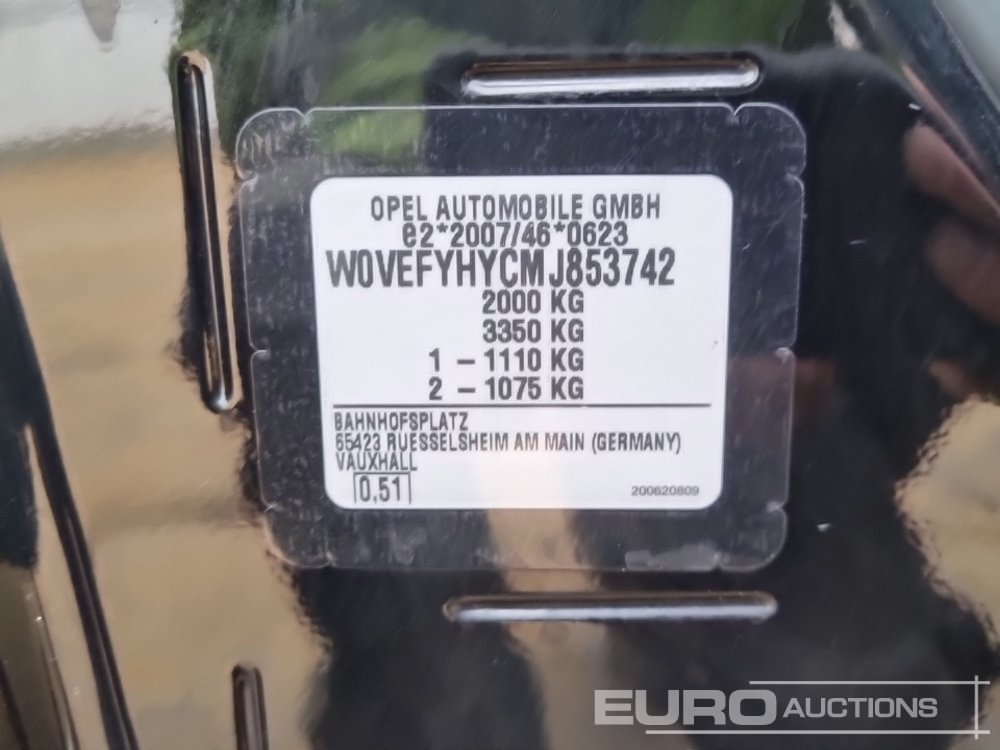 OPEL AUTOMOBILE GMBH
e2*2007/46*0623
W0VEFYHYCMJ853742
2000 KG
3350 KG
1 – 1110 KG
2 – 1075 KG
BAHNHOFSPLATZ
65423 RUESSELSHEIM AM MAIN (GERMANY)
VAUXHALL
0,51
200620809
EURO AUCTIONS